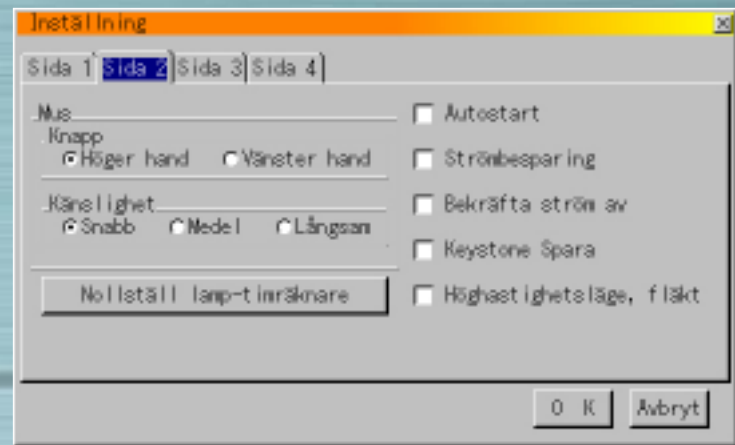 Inställning
Sida 1 Sida 2 Sida 3 Sida 4
Mus
Knapp
Höger hand Vänster hand
Känslighet
Snabb Medel Långsam
Nollställ lamp-timräknare
Autostart
Strömbesparing
Bekräfta ström av
Keystone Spara
Höghastighetsläge, fläkt
O K Avbryt